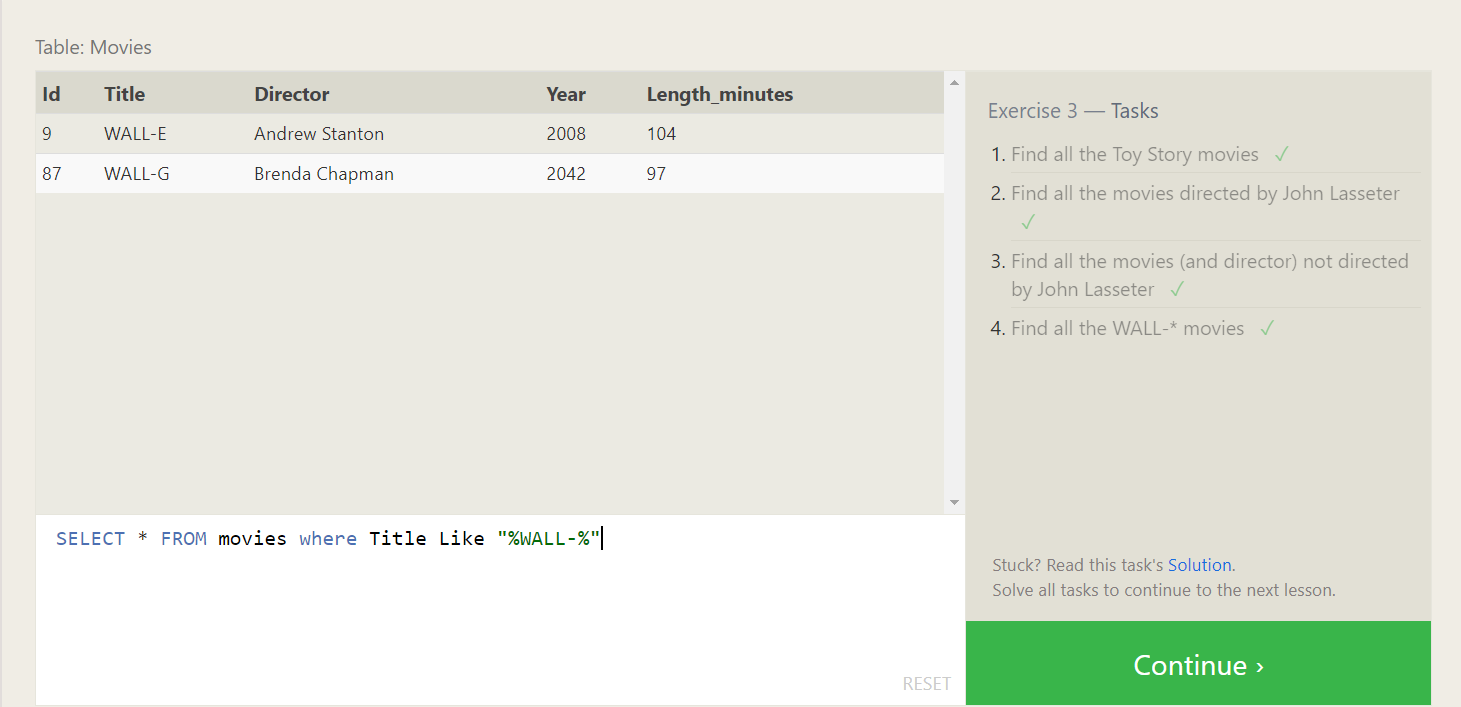 Table: Movies
Id Title Director Year Length_minutes
9 WALL-E Andrew Stanton 2008 104
87 WALL-G Brenda Chapman 2042 97
SELECT * FROM movies where Title Like "%WALL-%"
RESET
Exercise 3 — Tasks
1. Find all the Toy Story movies ✓
2. Find all the movies directed by John Lasseter
✓
3. Find all the movies (and director) not directed
by John Lasseter ✓
4. Find all the WALL-* movies ✓
Stuck? Read this task's Solution.
Solve all tasks to continue to the next lesson.
Continue ›